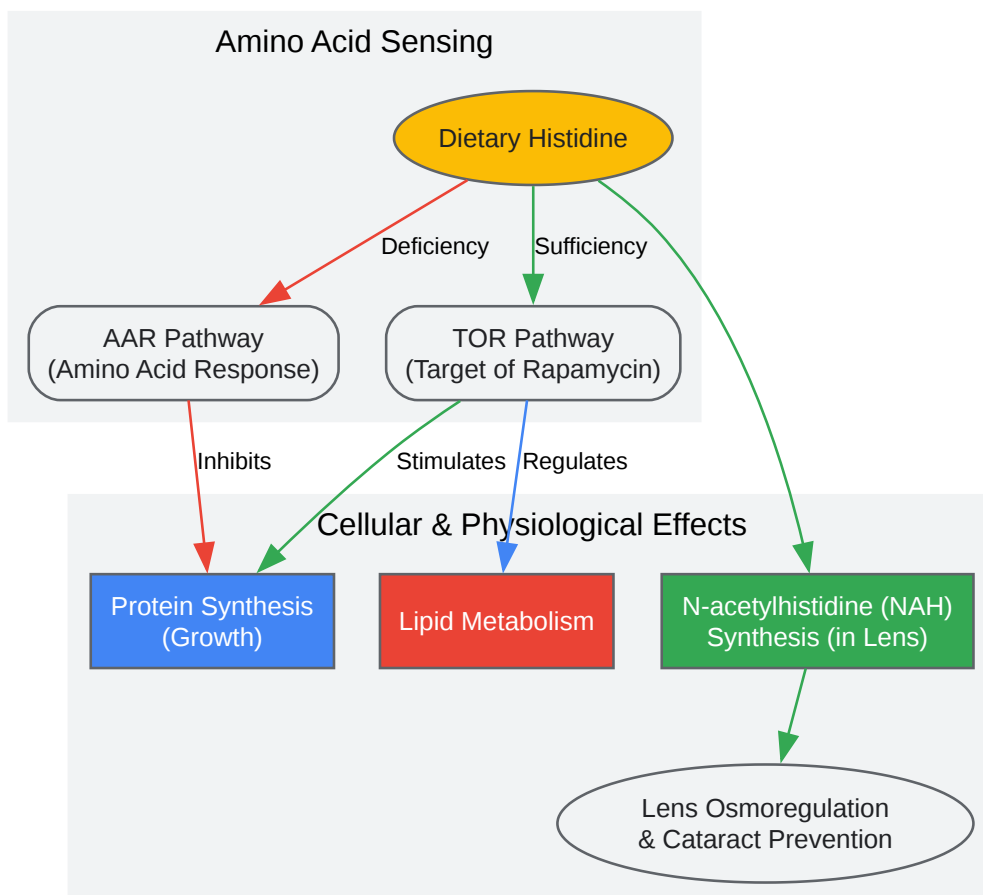 Amino Acid Sensing
Dietary Histidine
Deficiency
Sufficiency
AAR Pathway
(Amino Acid Response)
TOR Pathway
(Target of Rapamycin)
Inhibits
Stimulates
Regulates
Cellular & Physiological Effects
Protein Synthesis
(Growth)
Lipid Metabolism
N-acetylhistidine (NAH)
Synthesis (in Lens)
Lens Osmoregulation
& Cataract Prevention